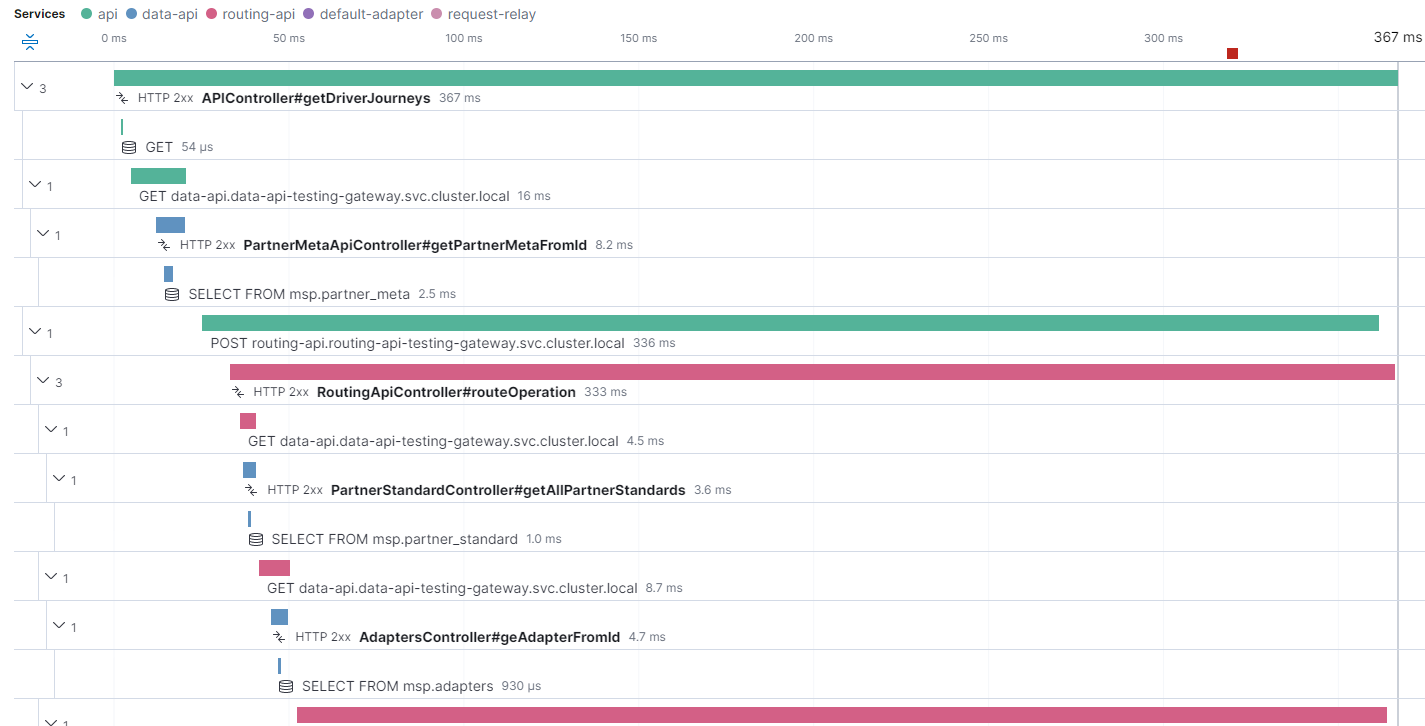 Services api data-api routing-api default-adapter request-relay
0 ms 50 ms 100 ms 150 ms 200 ms 250 ms 300 ms 367 ms
3
HTTP 2xx APIController#getDriverJourneys 367 ms
GET 54 μs
1
GET data-api.data-api-testing-gateway.svc.cluster.local 16 ms
1
HTTP 2xx PartnerMetaApiController#getPartnerMetaFromId 8.2 ms
SELECT FROM msp.partner_meta 2.5 ms
1
POST routing-api.routing-api-testing-gateway.svc.cluster.local 336 ms
3
HTTP 2xx RoutingApiController#routeOperation 333 ms
1
GET data-api.data-api-testing-gateway.svc.cluster.local 4.5 ms
1
HTTP 2xx PartnerStandardController#getAllPartnerStandards 3.6 ms
SELECT FROM msp.partner_standard 1.0 ms
1
GET data-api.data-api-testing-gateway.svc.cluster.local 8.7 ms
1
HTTP 2xx AdaptersController#geAdapterFromId 4.7 ms
SELECT FROM msp.adapters 930 μs
1